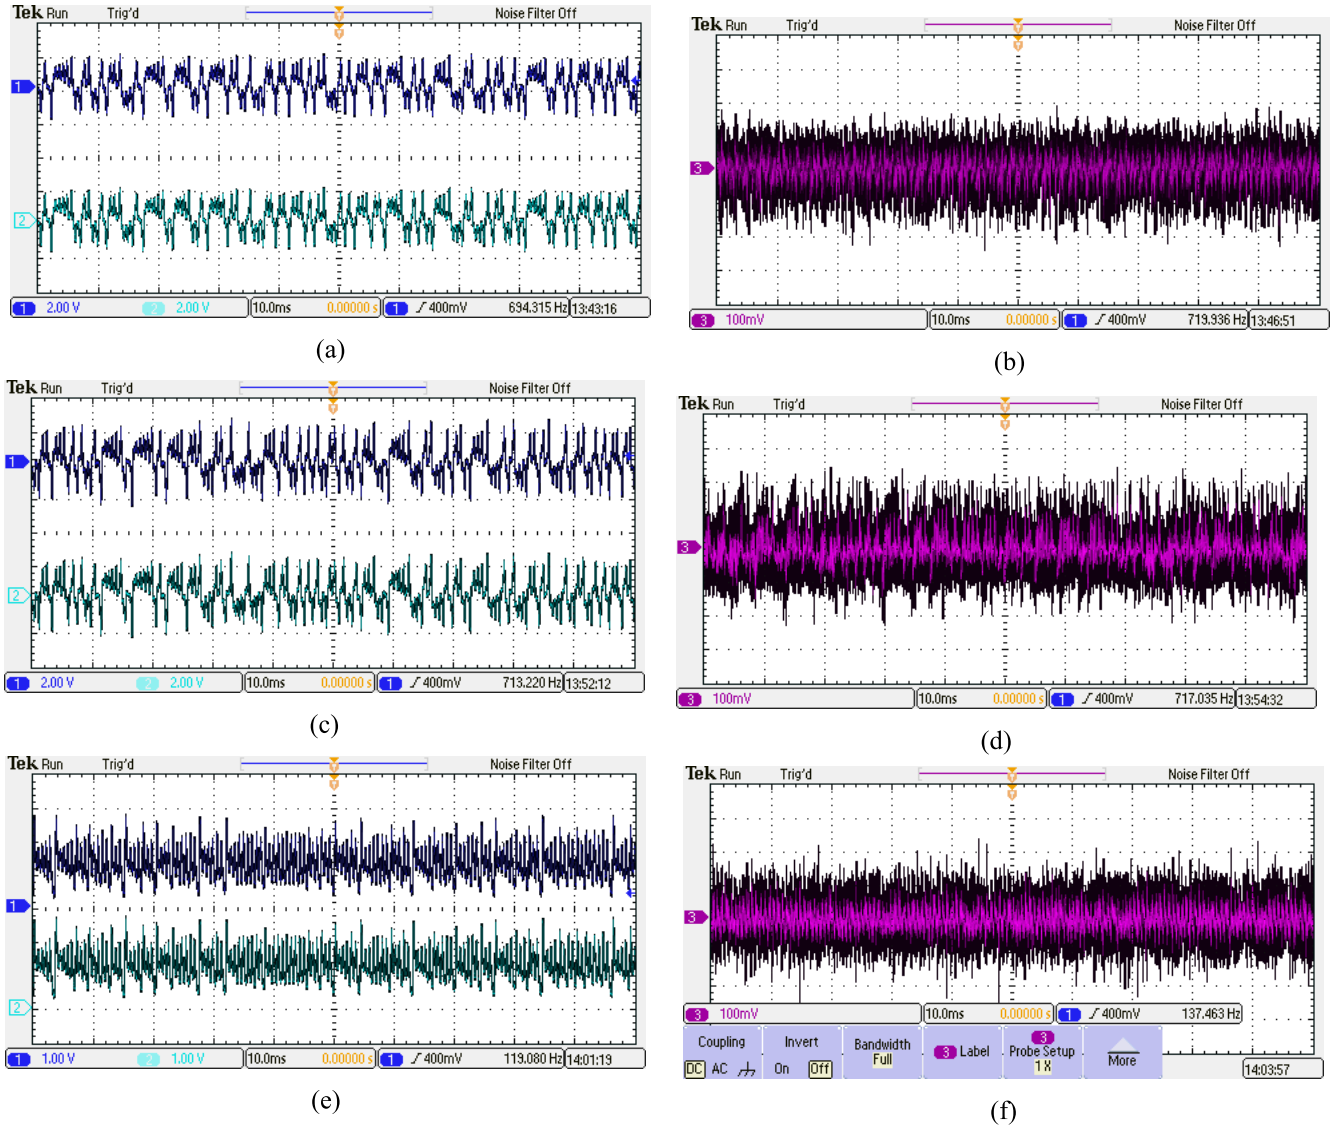 Tek Run Trig'd Noise Filter Off
1
2
1 2.00 V 2 2.00 V 10.0ms 0.00000 s 1 400mV 694.315 Hz 13:43:16
(a)
Tek Run Trig'd Noise Filter Off
3
3 100mV 10.0ms 0.00000 s 1 400mV 719.936 Hz 13:46:51
(b)
Tek Run Trig'd Noise Filter Off
1
2
1 2.00 V 2 2.00 V 10.0ms 0.00000 s 1 400mV 713.220 Hz 13:52:12
(c)
Tek Run Trig'd Noise Filter Off
3
3 100mV 10.0ms 0.00000 s 1 400mV 717.035 Hz 13:54:32
(d)
Tek Run Trig'd Noise Filter Off
1
2
1 1.00 V 2 1.00 V 10.0ms 0.00000 s 1 400mV 119.080 Hz 14:01:19
(e)
Tek Run Trig'd Noise Filter Off
3
3 100mV 10.0ms 0.00000 s 1 400mV 137.463 Hz
Coupling Invert Bandwidth Full 3 Label 3 Probe Setup 1 X More
DC AC On Off
14:03:57
(f)